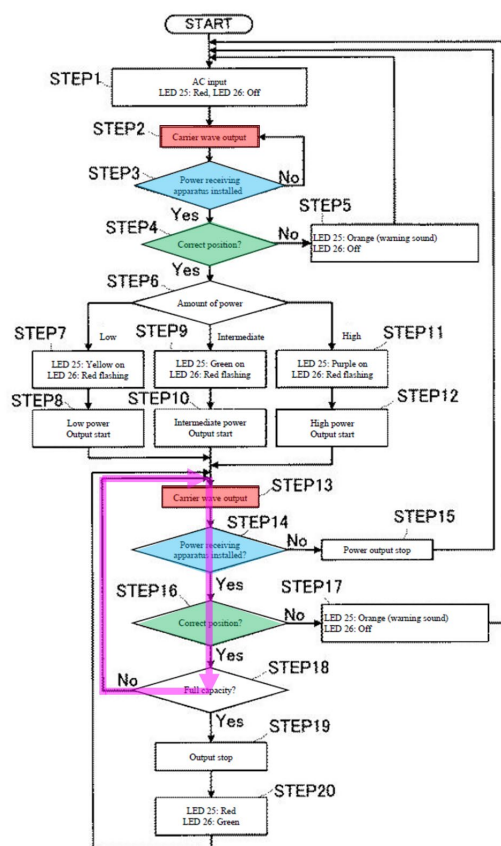 START
STEP1
AC input
LED 25: Red, LED 26: Off
STEP2
Carrier wave output
STEP3
Power receiving
apparatus installed
No
Yes
STEP4
Correct position?
No
STEP5
LED 25: Orange (warning sound)
LED 26: Off
Yes
STEP6
Amount of power
Low
Intermediate
High
STEP7
LED 25: Yellow on
LED 26: Red flashing
STEP9
LED 25: Green on
LED 26: Red flashing
STEP11
LED 25: Purple on
LED 26: Red flashing
STEP8
Low power
Output start
STEP10
Intermediate power
Output start
STEP12
High power
Output start
STEP13
Carrier wave output
STEP14
Power receiving
apparatus installed?
No
STEP15
Power output stop
Yes
STEP16
Correct position?
No
STEP17
LED 25: Orange (warning sound)
LED 26: Off
Yes
STEP18
Full capacity?
No
Yes
STEP19
Output stop
STEP20
LED 25: Red
LED 26: Green